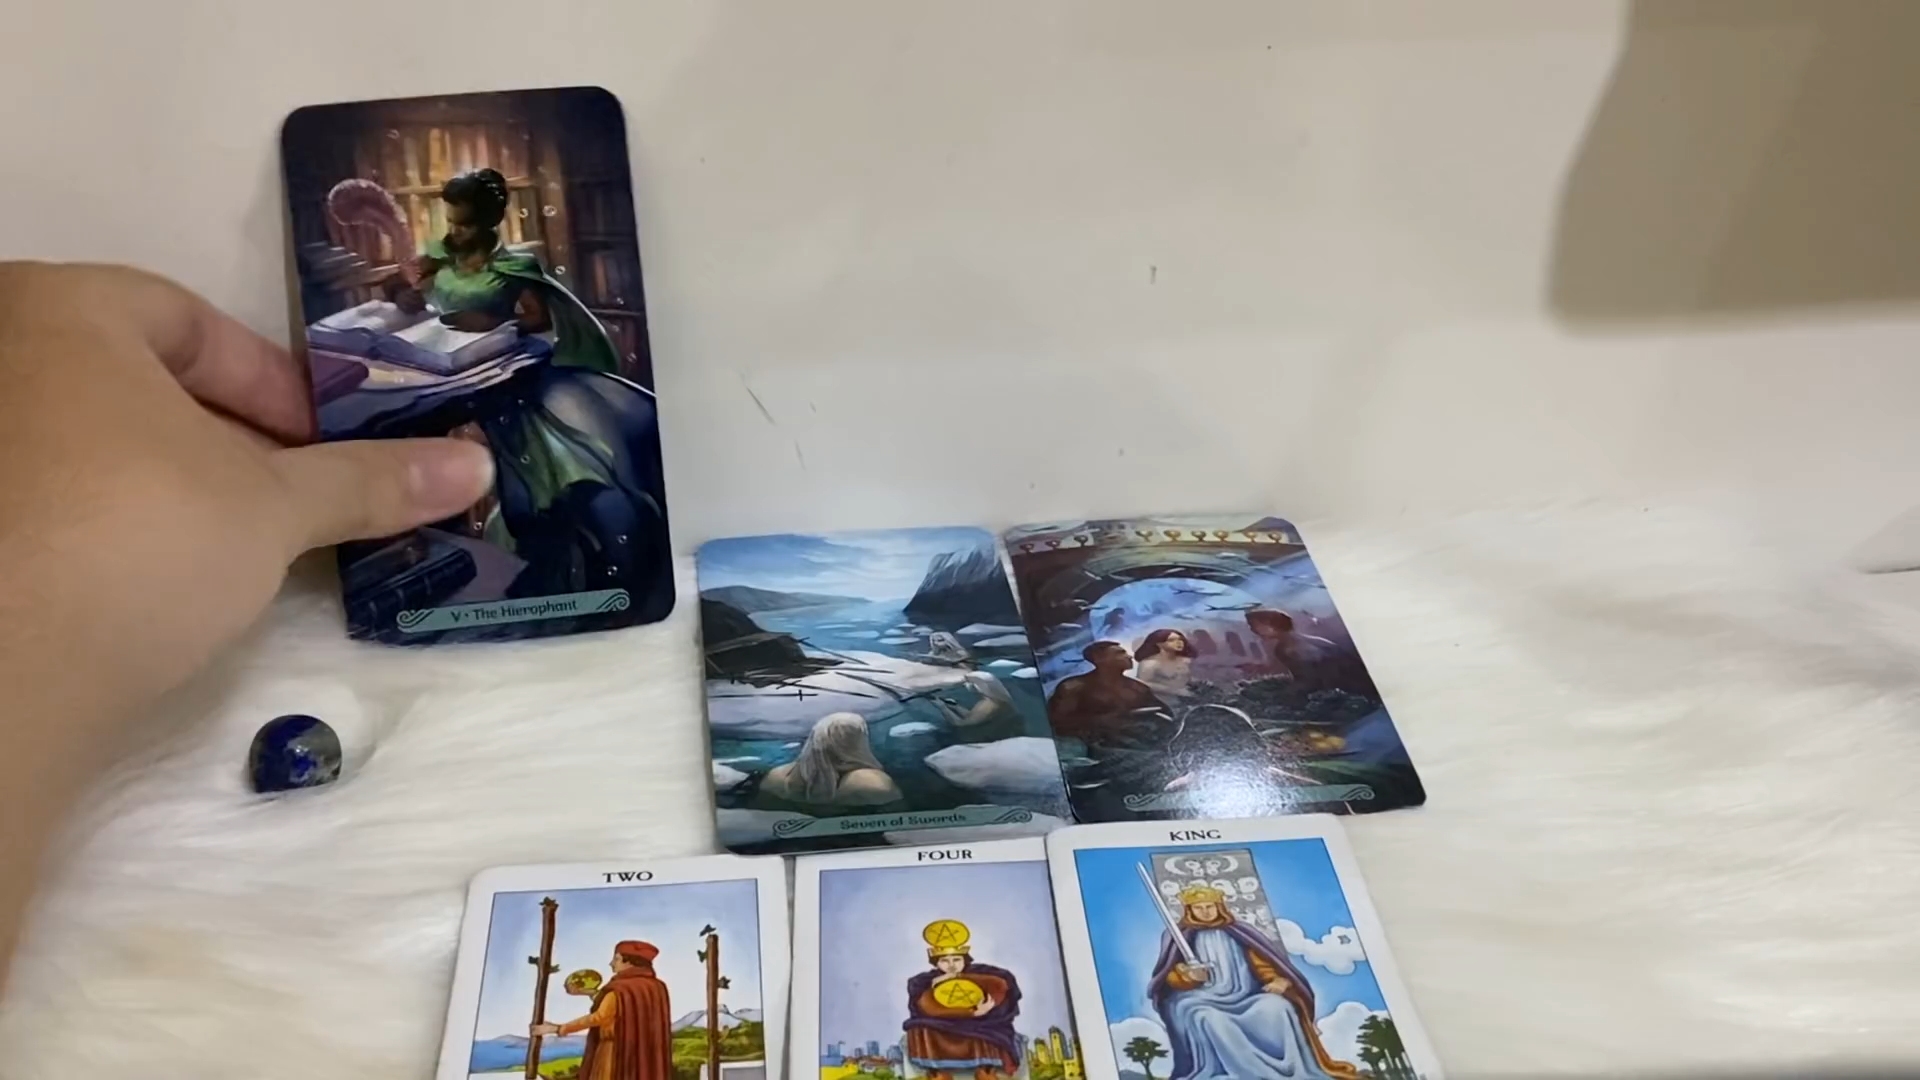 V • The Hierophant
Seven of Swords
TWO
FOUR
KING